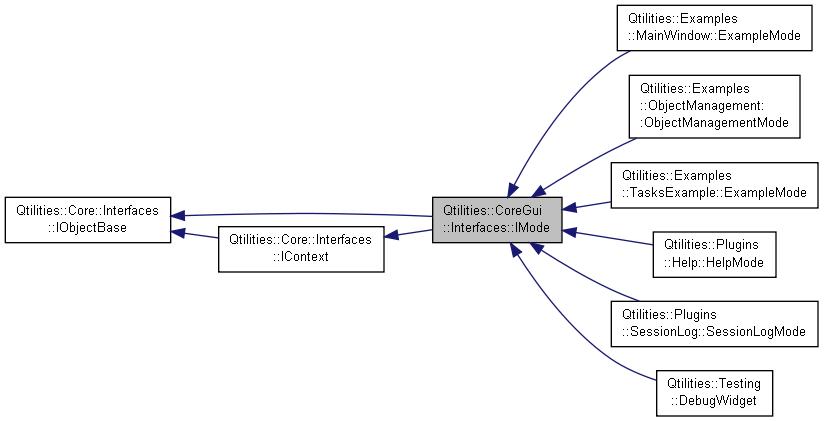 Qtilities::Examples
::MainWindow::ExampleMode
Qtilities::Examples
::ObjectManagement:
:ObjectManagementMode
Qtilities::Examples
::TasksExample::ExampleMode
Qtilities::Core::Interfaces
::IObjectBase
Qtilities::CoreGui
::Interfaces::IMode
Qtilities::Core::Interfaces
::IContext
Qtilities::Plugins
::Help::HelpMode
Qtilities::Plugins
::SessionLog::SessionLogMode
Qtilities::Testing
::DebugWidget